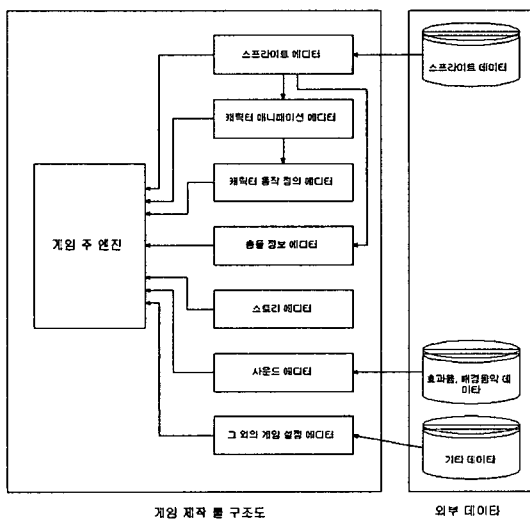 스프라이트 에디터
스프라이트 데이타
캐릭터 애니메이션 에디터
캐릭터 동작 정의 에디터
게임 주 엔진
충돌 정보 에디터
스토리 에디터
사운드 에디터
효과음, 배경음악 데
이타
그 외의 게임 설정 에디터
기타 데이타
게임 제작 툴 구조도
외부 데이타